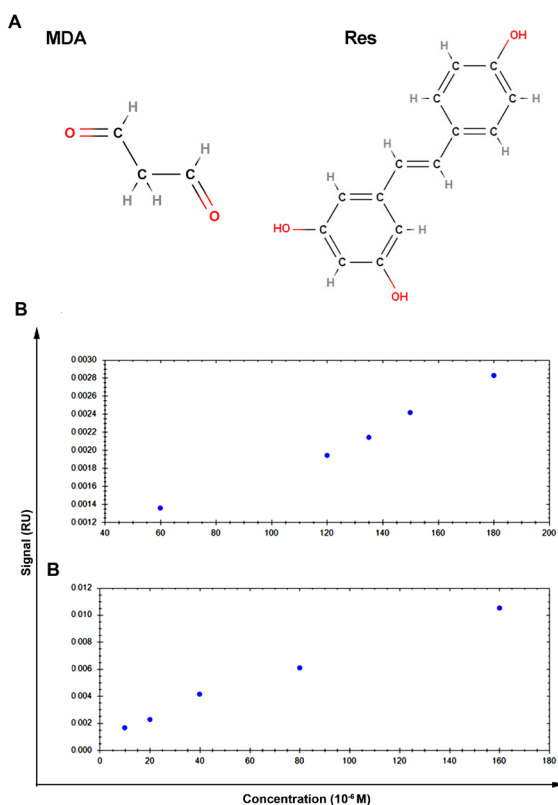 A
MDA
Res
H
O
C
H
C
C
H
H
O
OH
H
C
H
C
C
C
C
H
C
H
H
C
C
H
H
C
C
C
HO
C
C
H
H
C
OH
B
0.0030
0.0028
0.0026
0.0024
0.0022
0.0020
0.0018
0.0016
0.0014
0.0012
40 60 80 100 120 140 160 180 200
Signal (RU)
B
0.012
0.010
0.008
0.006
0.004
0.002
0.000
0 20 40 60 80 100 120 140 160 180
Concentration (10⁻⁶ M)